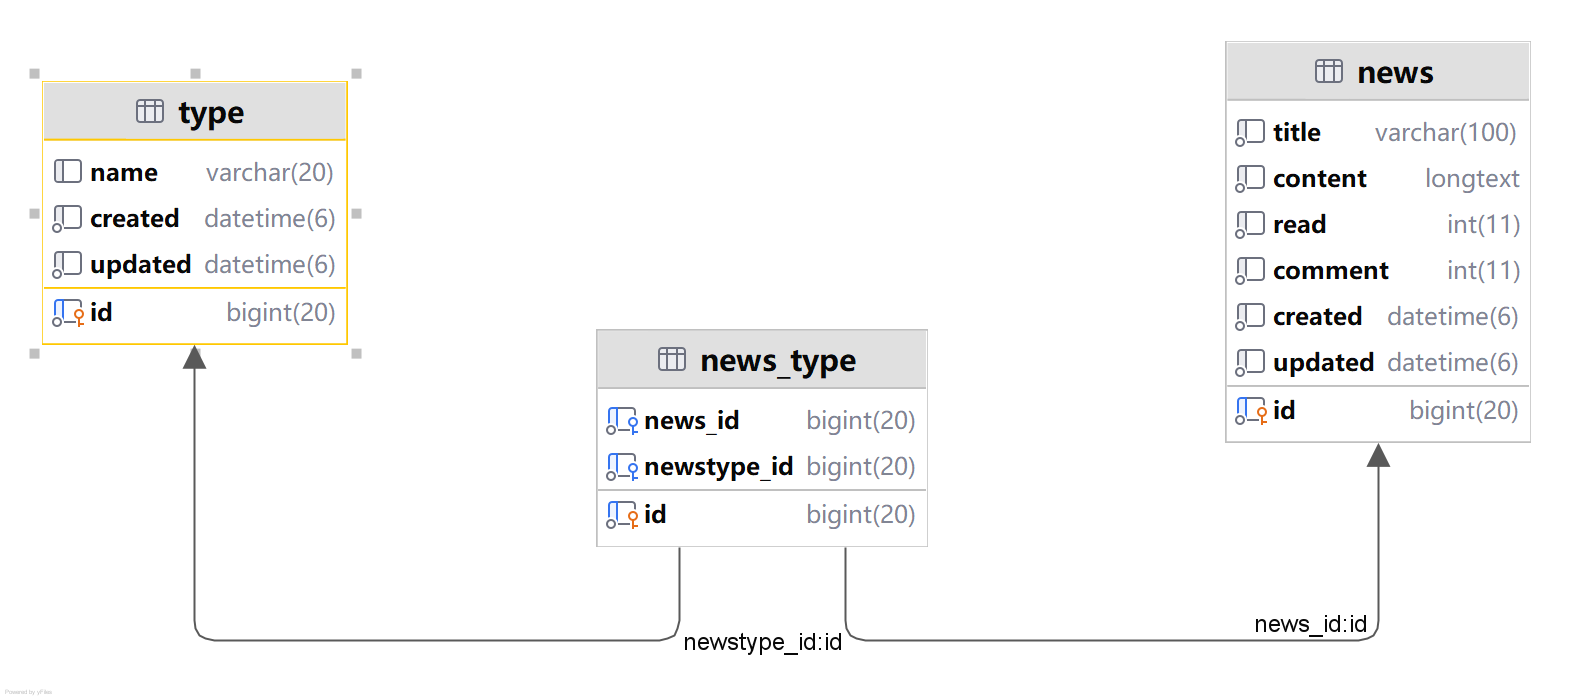 type
name varchar(20)
created datetime(6)
updated datetime(6)
id bigint(20)
news_type
news_id bigint(20)
newstype_id bigint(20)
id bigint(20)
news
title varchar(100)
content longtext
read int(11)
comment int(11)
created datetime(6)
updated datetime(6)
id bigint(20)
newstype_id:id
news_id:id
Powered by yFiles